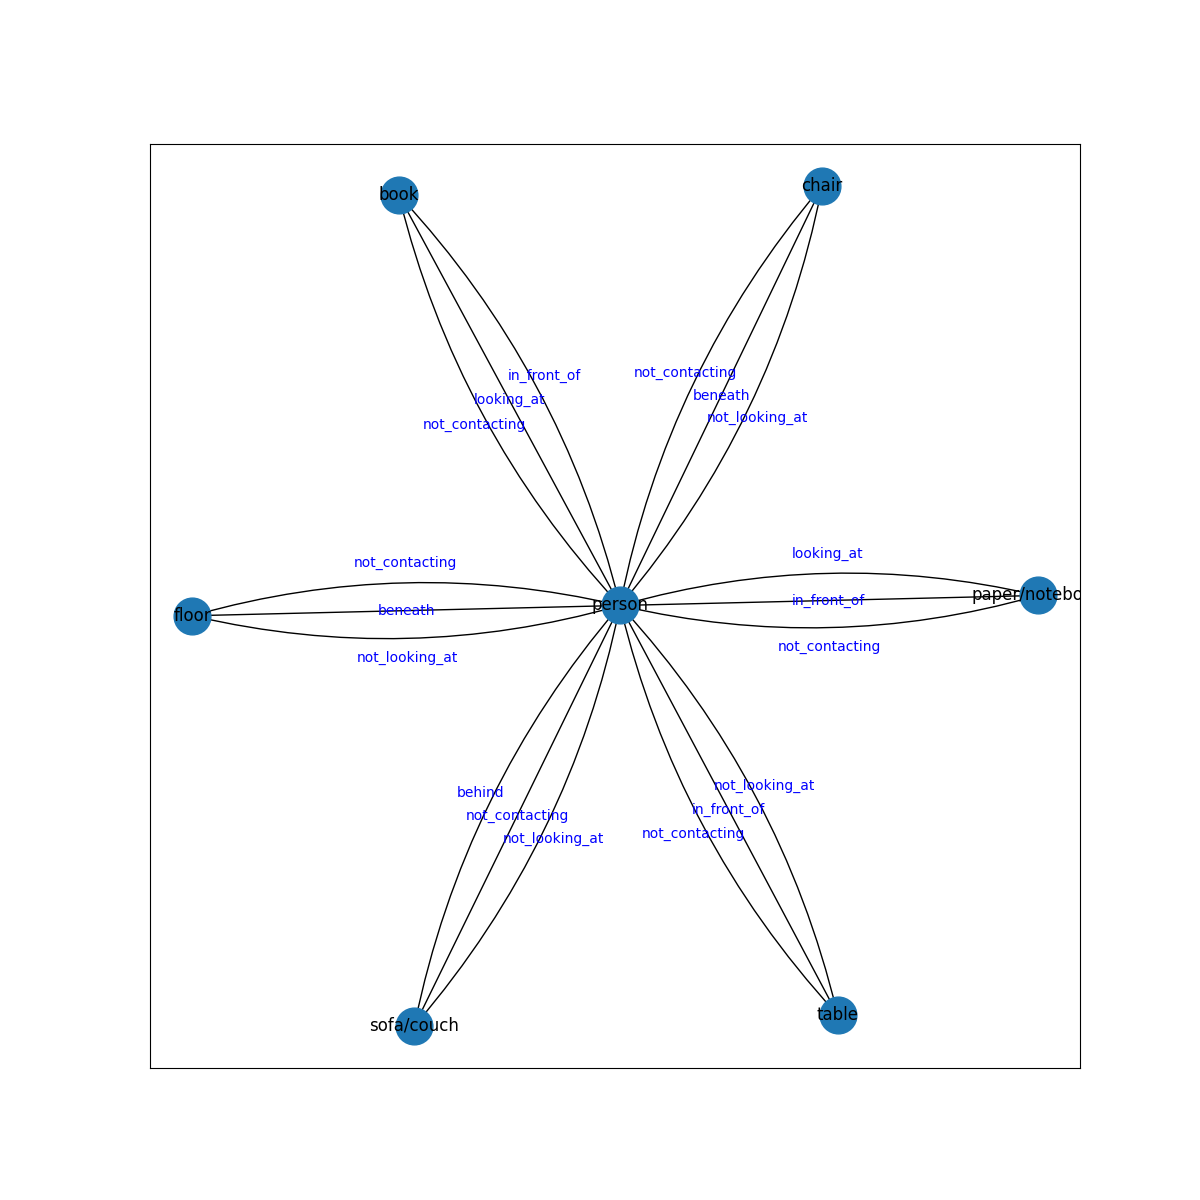 book
chair
in_front_of
looking_at
not_contacting
not_contacting
beneath
not_looking_at
not_contacting
beneath
not_looking_at
floor
person
looking_at
in_front_of
not_contacting
paper/notebo
behind
not_contacting
not_looking_at
not_looking_at
in_front_of
not_contacting
sofa/couch
table